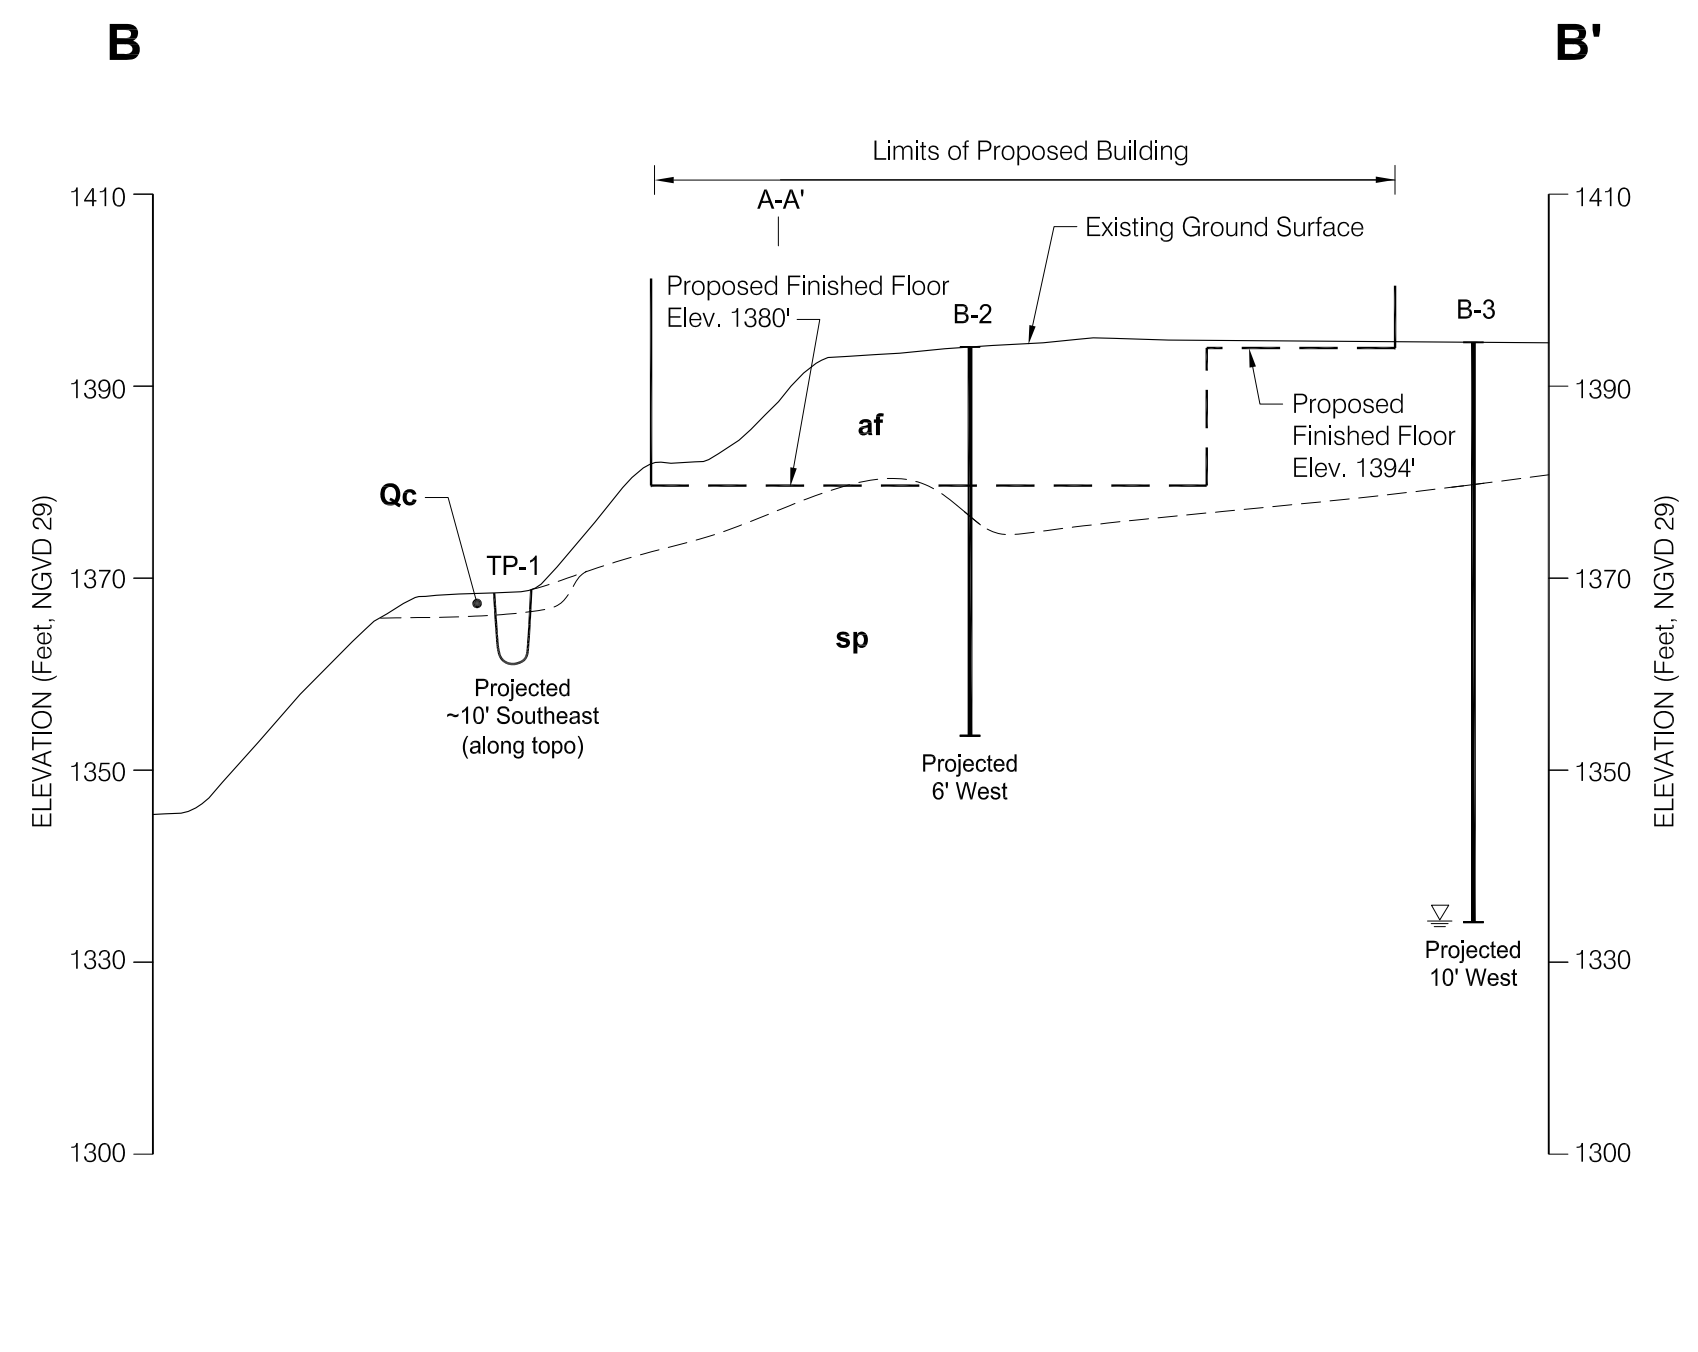 B
B'
Limits of Proposed Building
1410
1410
A-A'
Existing Ground Surface
Proposed Finished Floor
Elev. 1380'
B-2
B-3
1390
1390
Proposed
Finished Floor
Elev. 1394'
af
Qc
TP-1
1370
1370
ELEVATION (Feet, NGVD 29)
ELEVATION (Feet, NGVD 29)
sp
Projected
~10' Southeast
(along topo)
1350
1350
Projected
6' West
Projected
10' West
1330
1330
1300
1300